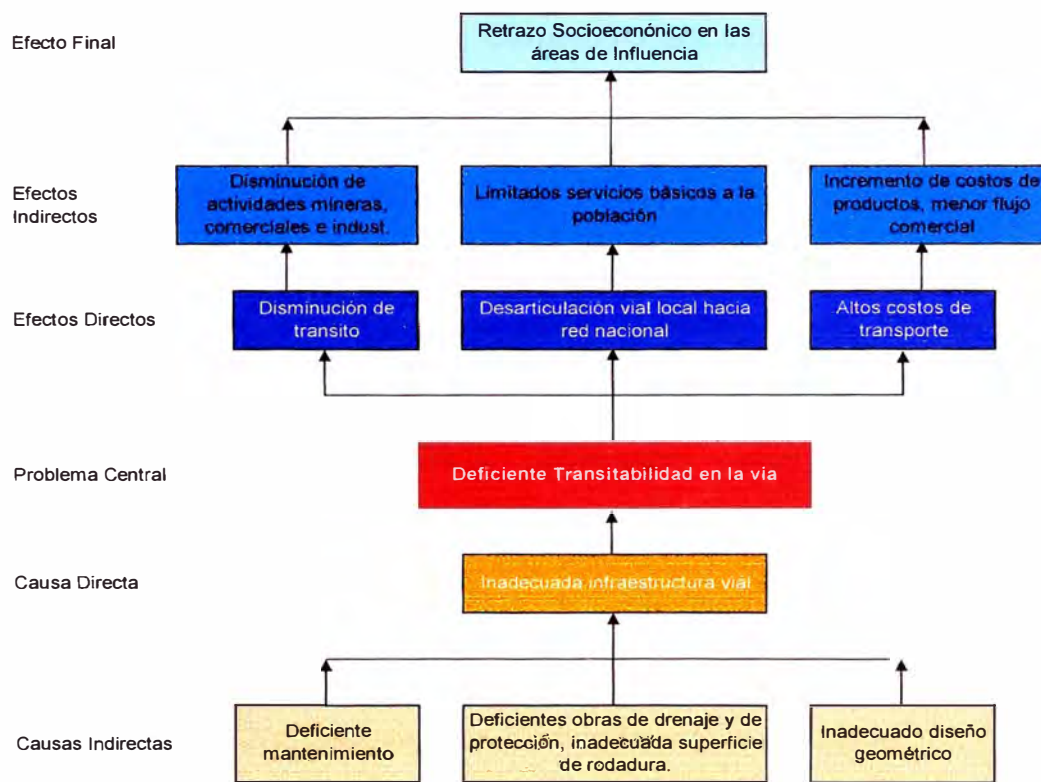 Efecto Final
Retrazo Socioeconónico en las
áreas de Influencia
Efectos
Indirectos
Disminución de
actividades mineras,
comerciales e indust.
Limitados servicios básicos a la
población
Incremento de costos de
productos, menor flujo
comercial
Efectos Directos
Disminución de
transito
Desarticulación vial local hacia
red nacional
Altos costos de
transporte
Problema Central
Deficiente Transitabilidad en la via
Causa Directa
Inadecuada infraestructura vial
Causas Indirectas
Deficiente
mantenimiento
Deficientes obras de drenaje y de
protección, inadecuada superficie
de rodadura.
Inadecuado diseño
geométrico